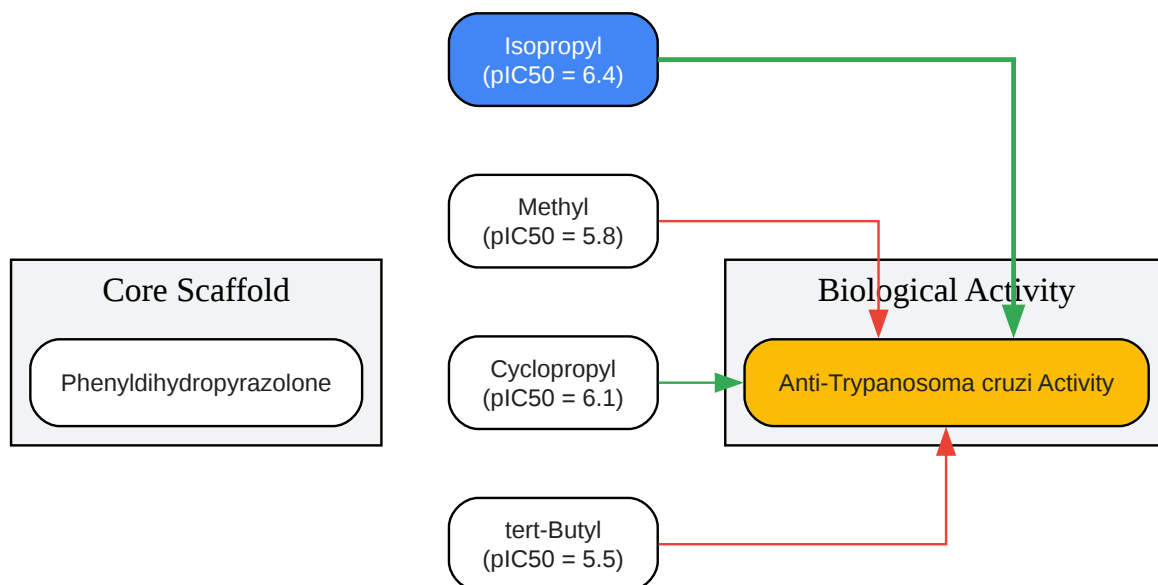 Isopropyl
(pIC50 = 6.4)
Methyl
(pIC50 = 5.8)
Core Scaffold
Phenyldihydropyrazolone
Cyclopropyl
(pIC50 = 6.1)
Biological Activity
Anti-Trypanosoma cruzi Activity
tert-Butyl
(pIC50 = 5.5)